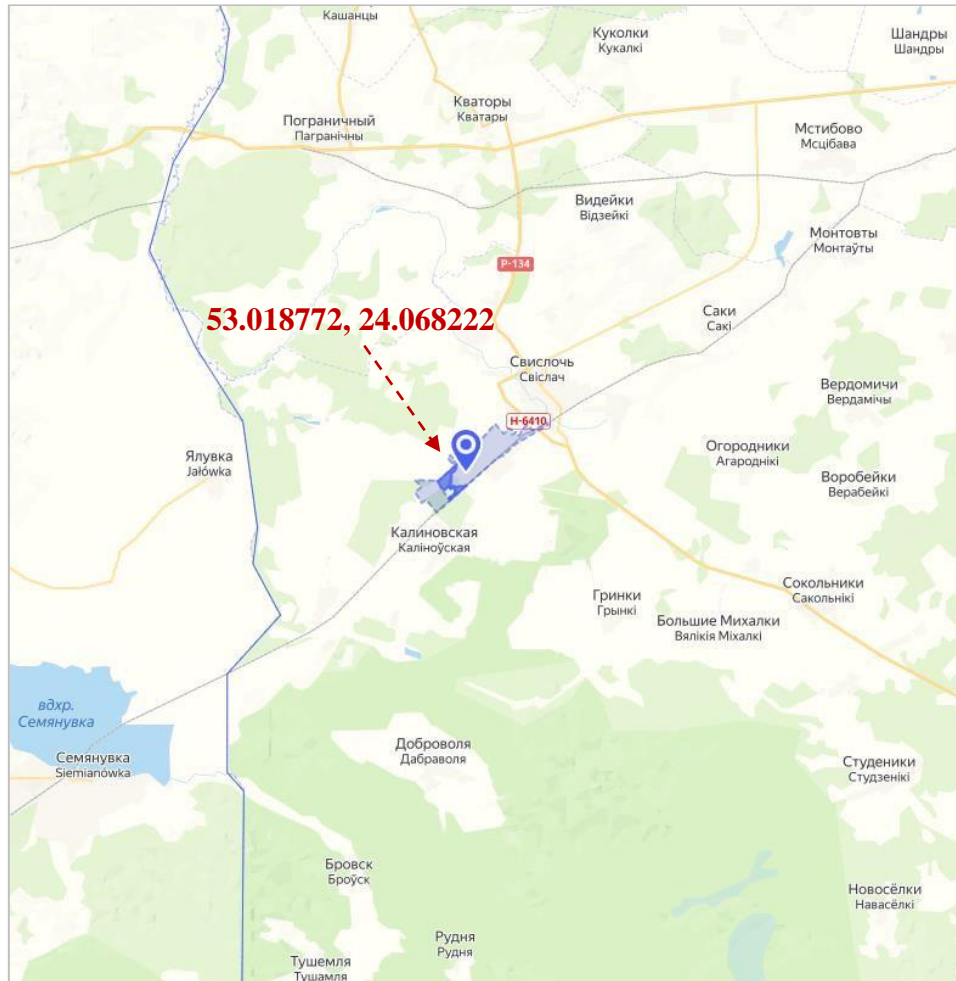 Кашанцы
Куколки
Кукалкі
Шандры
Шандры
Кваторы
Кватары
Пограничный
Пагранічны
Мстибово
Мсцібава
Видейки
Відзейкі
Монтовты
Монтаўты
Р-134
53.018772, 24.068222
Саки
Сакі
Свислочь
Свіслач
Вердомичи
Вердамічы
Н-6410
Огородники
Агароднікі
Ялувка
Jałówka
Воробейки
Верабейкі
Калиновская
Каліноўская
Сокольники
Сакольнікі
Гринки
Грынкі
Большие Михалки
Вялікія Міхалкі
вдхр.
Семянувка
Доброволя
Дабраволя
Семянувка
Siemianówka
Студеники
Студзенікі
Бровск
Броўск
Новосёлки
Навасёлкі
Рудня
Рудня
Тушемля
Тушамля